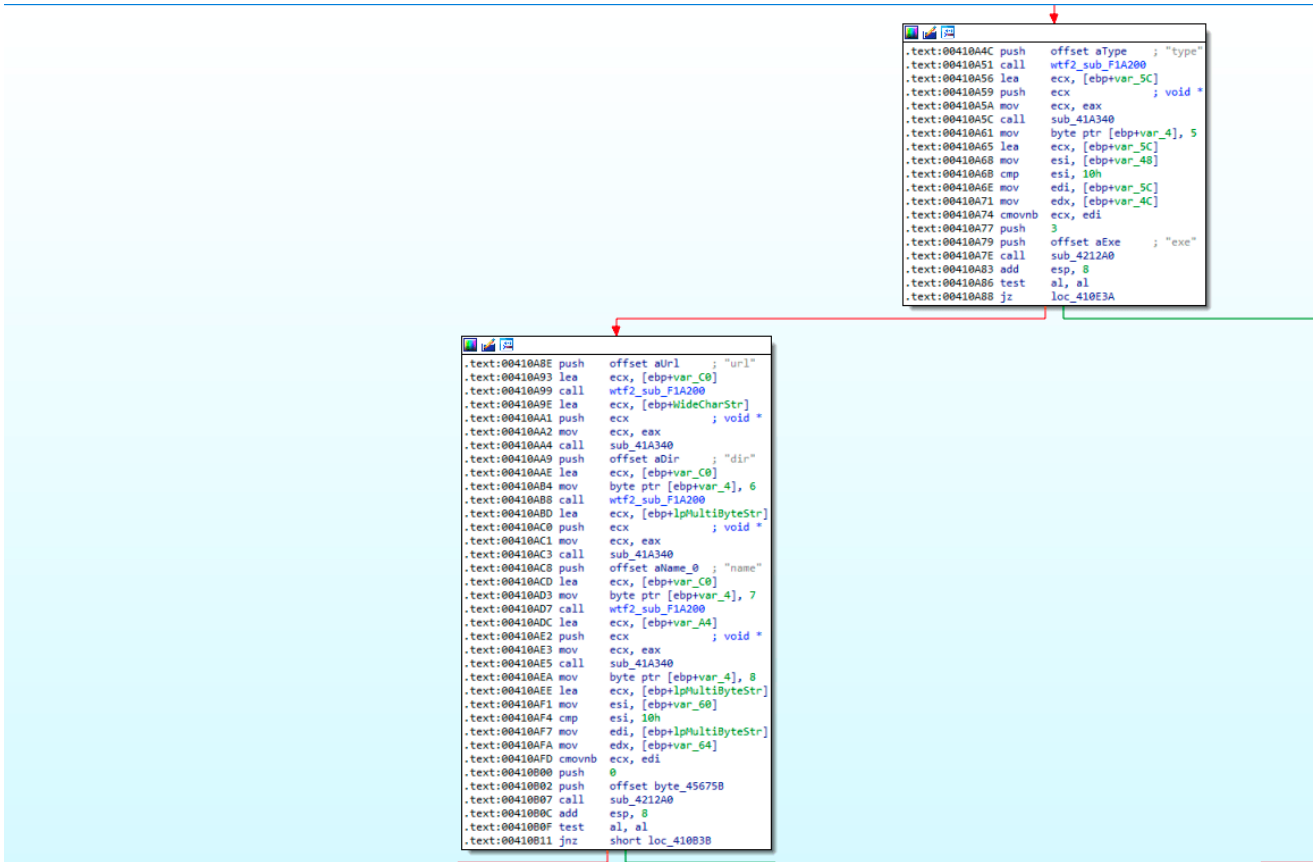 .text:00410A4C push offset aType ; "type"
.text:00410A51 call wtf2_sub_F1A200
.text:00410A56 lea ecx, [ebp+var_5C]
.text:00410A59 push ecx ; void *
.text:00410A5A mov ecx, eax
.text:00410A5C call sub_41A340
.text:00410A61 mov byte ptr [ebp+var_4], 5
.text:00410A65 lea ecx, [ebp+var_5C]
.text:00410A68 mov esi, [ebp+var_48]
.text:00410A6B cmp esi, 10h
.text:00410A6E mov edi, [ebp+var_5C]
.text:00410A71 mov edx, [ebp+var_4C]
.text:00410A74 cmovnb ecx, edi
.text:00410A77 push 3
.text:00410A79 push offset aExe ; "exe"
.text:00410A7E call sub_4212A0
.text:00410A83 add esp, 8
.text:00410A86 test al, al
.text:00410A88 jz loc_410E3A
.text:00410A8E push offset aUrl ; "url"
.text:00410A93 lea ecx, [ebp+var_C0]
.text:00410A99 call wtf2_sub_F1A200
.text:00410A9E lea ecx, [ebp+WideCharStr]
.text:00410AA1 push ecx ; void *
.text:00410AA2 mov ecx, eax
.text:00410AA4 call sub_41A340
.text:00410AA9 push offset aDir ; "dir"
.text:00410AAE lea ecx, [ebp+var_C0]
.text:00410AB4 mov byte ptr [ebp+var_4], 6
.text:00410AB8 call wtf2_sub_F1A200
.text:00410ABD lea ecx, [ebp+lpMultiByteStr]
.text:00410AC0 push ecx ; void *
.text:00410AC1 mov ecx, eax
.text:00410AC3 call sub_41A340
.text:00410AC8 push offset aName_0 ; "name"
.text:00410ACD lea ecx, [ebp+var_C0]
.text:00410AD3 mov byte ptr [ebp+var_4], 7
.text:00410AD7 call wtf2_sub_F1A200
.text:00410ADC lea ecx, [ebp+var_A4]
.text:00410AE2 push ecx ; void *
.text:00410AE3 mov ecx, eax
.text:00410AE5 call sub_41A340
.text:00410AEA mov byte ptr [ebp+var_4], 8
.text:00410AEE lea ecx, [ebp+lpMultiByteStr]
.text:00410AF1 mov esi, [ebp+var_60]
.text:00410AF4 cmp esi, 10h
.text:00410AF7 mov edi, [ebp+lpMultiByteStr]
.text:00410AFA mov edx, [ebp+var_64]
.text:00410AFD cmovnb ecx, edi
.text:00410B00 push 0
.text:00410B02 push offset byte_45675B
.text:00410B07 call sub_4212A0
.text:00410B0C add esp, 8
.text:00410B0F test al, al
.text:00410B11 jnz short loc_410B3B